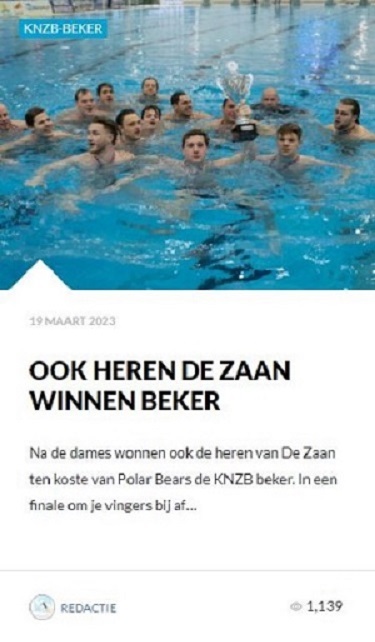 KNZB-BEKER
19 MAART 2023
OOK HEREN DE ZAAN
WINNEN BEKER
Na de dames wonnen ook de heren van De Zaan
ten koste van Polar Bears de KNZB beker. In een
finale om je vingers bij af...
REDACTIE
1,139